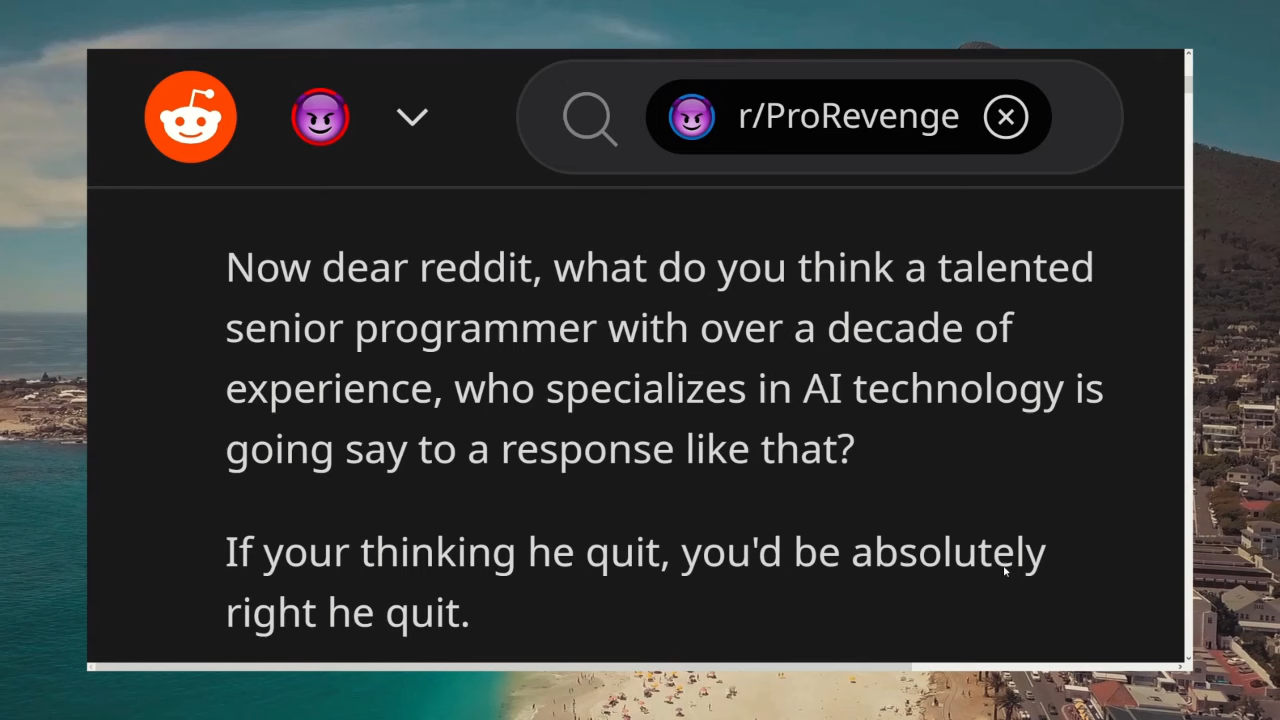 r/ProRevenge
Now dear reddit, what do you think a talented
senior programmer with over a decade of
experience, who specializes in AI technology is
going say to a response like that?
If your thinking he quit, you'd be absolutely
right he quit.